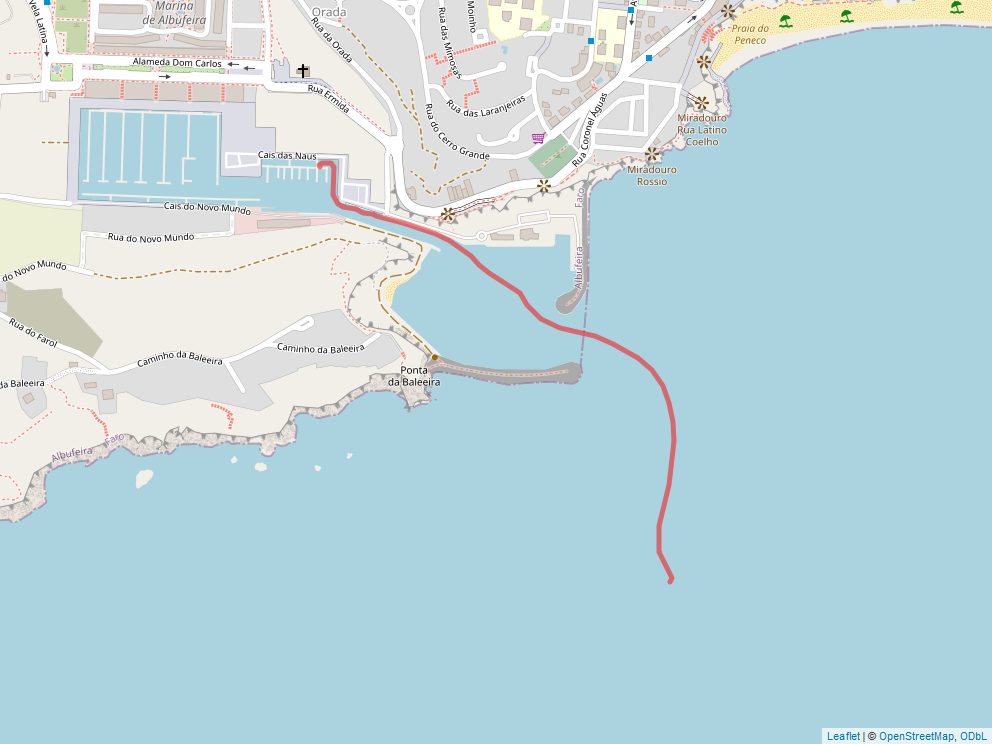 Marina
de Albufeira
Vela Latina
Orada
Rua da Orada
Rua das Mimosas
Moinho
Praia do
Peneco
Alameda Dom Carlos
Rua Ermida
Rua das Laranjeiras
Rua do Cerro Grande
Rua Coronel Águas
Miradouro
Rua Latino
Coelho
Cais das Naus
Miradouro
Rossio
Faro
Albufeira
Cais do Novo Mundo
Rua do Novo Mundo
do Novo Mundo
Rua do Farol
Caminho da Baleeira
Caminho da Baleeira
Ponta
da Baleeira
da Baleeira
Albufeira
Faro
Leaflet | © OpenStreetMap, ODbL